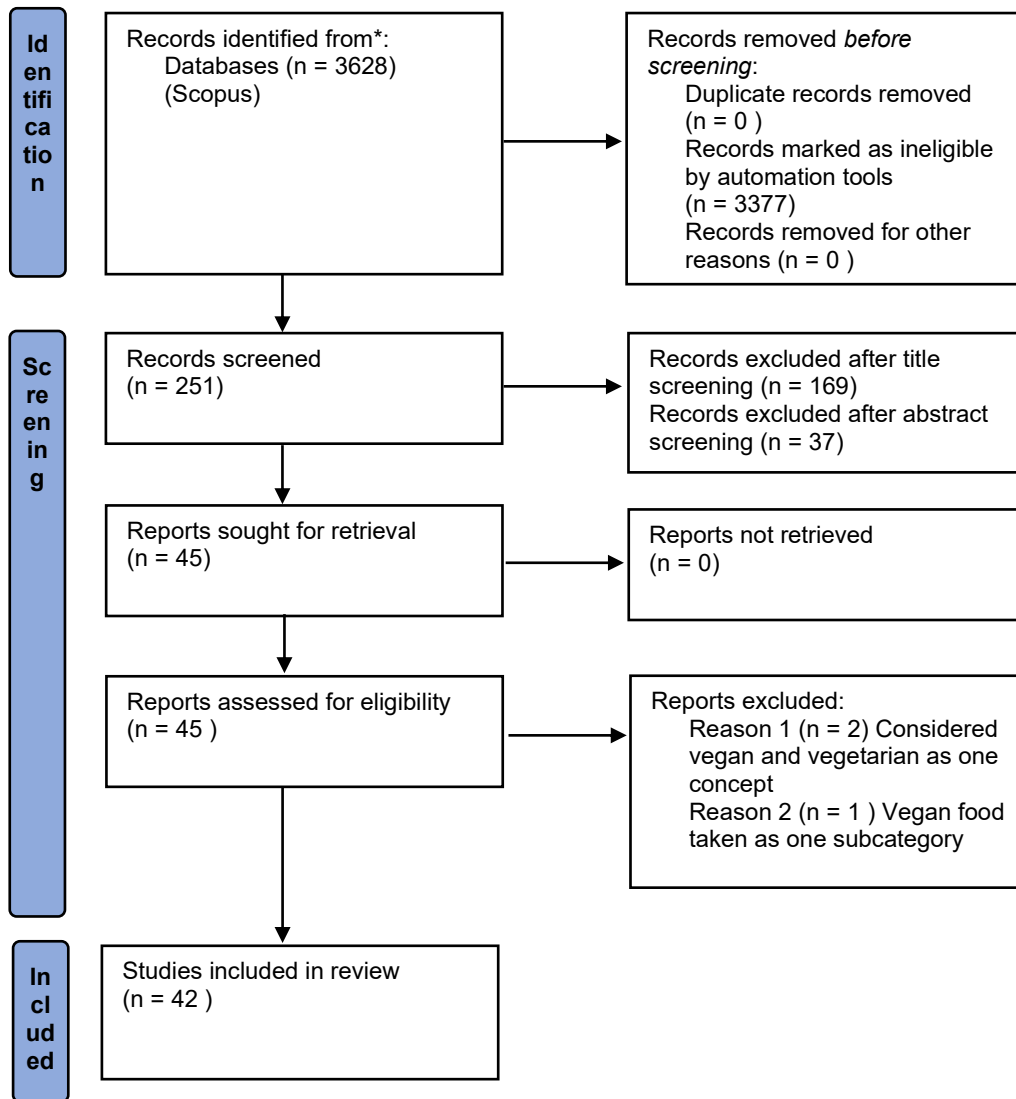 Id
en
tifi
ca
tio
n
Records identified from*:
Databases (n = 3628)
(Scopus)
Records removed before
screening:
Duplicate records removed
(n = 0 )
Records marked as ineligible
by automation tools
(n = 3377)
Records removed for other
reasons (n = 0 )
Sc
re
en
in
g
Records screened
(n = 251)
Records excluded after title
screening (n = 169)
Records excluded after abstract
screening (n = 37)
Reports sought for retrieval
(n = 45)
Reports not retrieved
(n = 0)
Reports assessed for eligibility
(n = 45 )
Reports excluded:
Reason 1 (n = 2) Considered
vegan and vegetarian as one
concept
Reason 2 (n = 1 ) Vegan food
taken as one subcategory
In
cl
ud
ed
Studies included in review
(n = 42 )